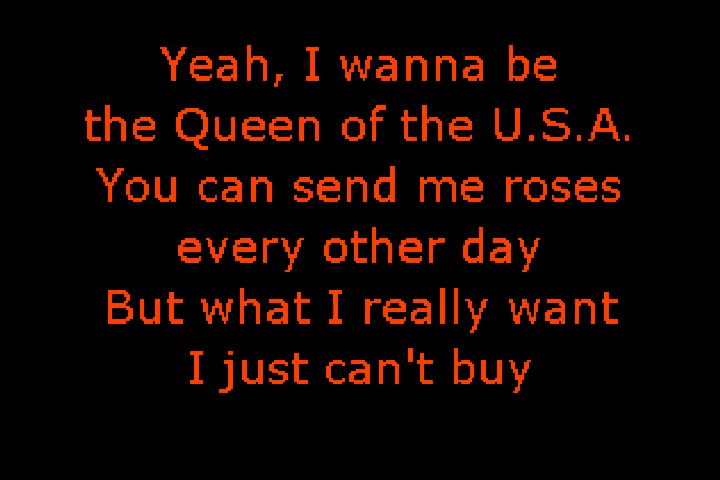 Yeah, I wanna be
the Queen of the U.S.A.
You can send me roses
every other day
But what I really want
I just can't buy